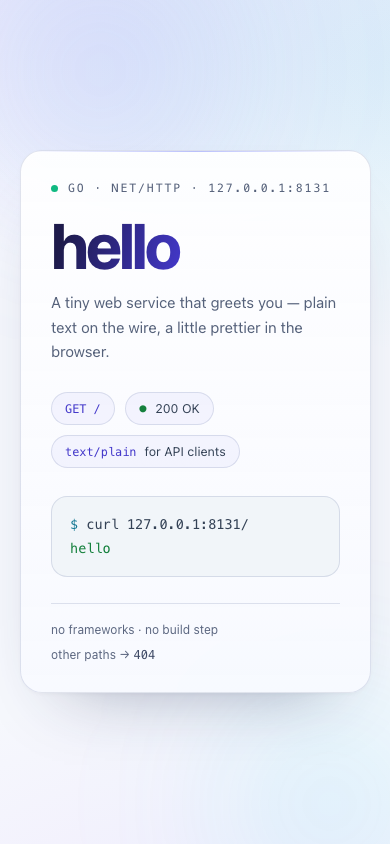 GO · NET/HTTP · 127.0.0.1:8131
hello
A tiny web service that greets you — plain
text on the wire, a little prettier in the
browser.
GET /
200 OK
text/plain for API clients
$ curl 127.0.0.1:8131/
hello
no frameworks · no build step
other paths → 404